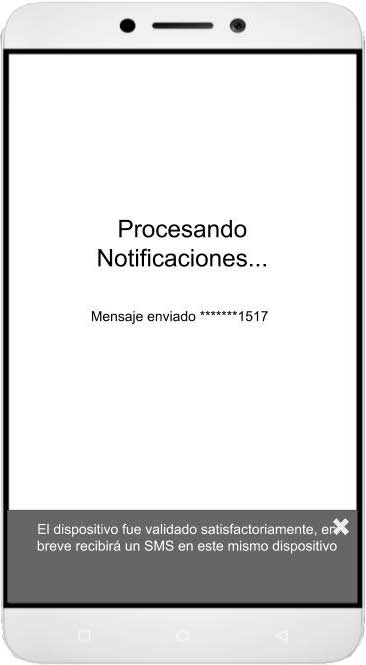 Procesando
Notificaciones...
Mensaje enviado *******1517
El dispositivo fue validado satisfactoriamente, en
breve recibirá un SMS en este mismo dispositivo